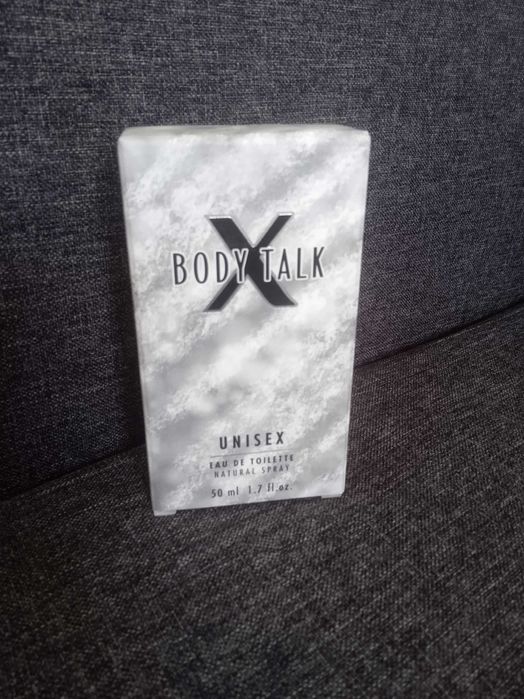 X
BODY TALK
UNISEX
EAU DE TOILETTE
NATURAL SPRAY
50 ml 1.7 fl.oz.